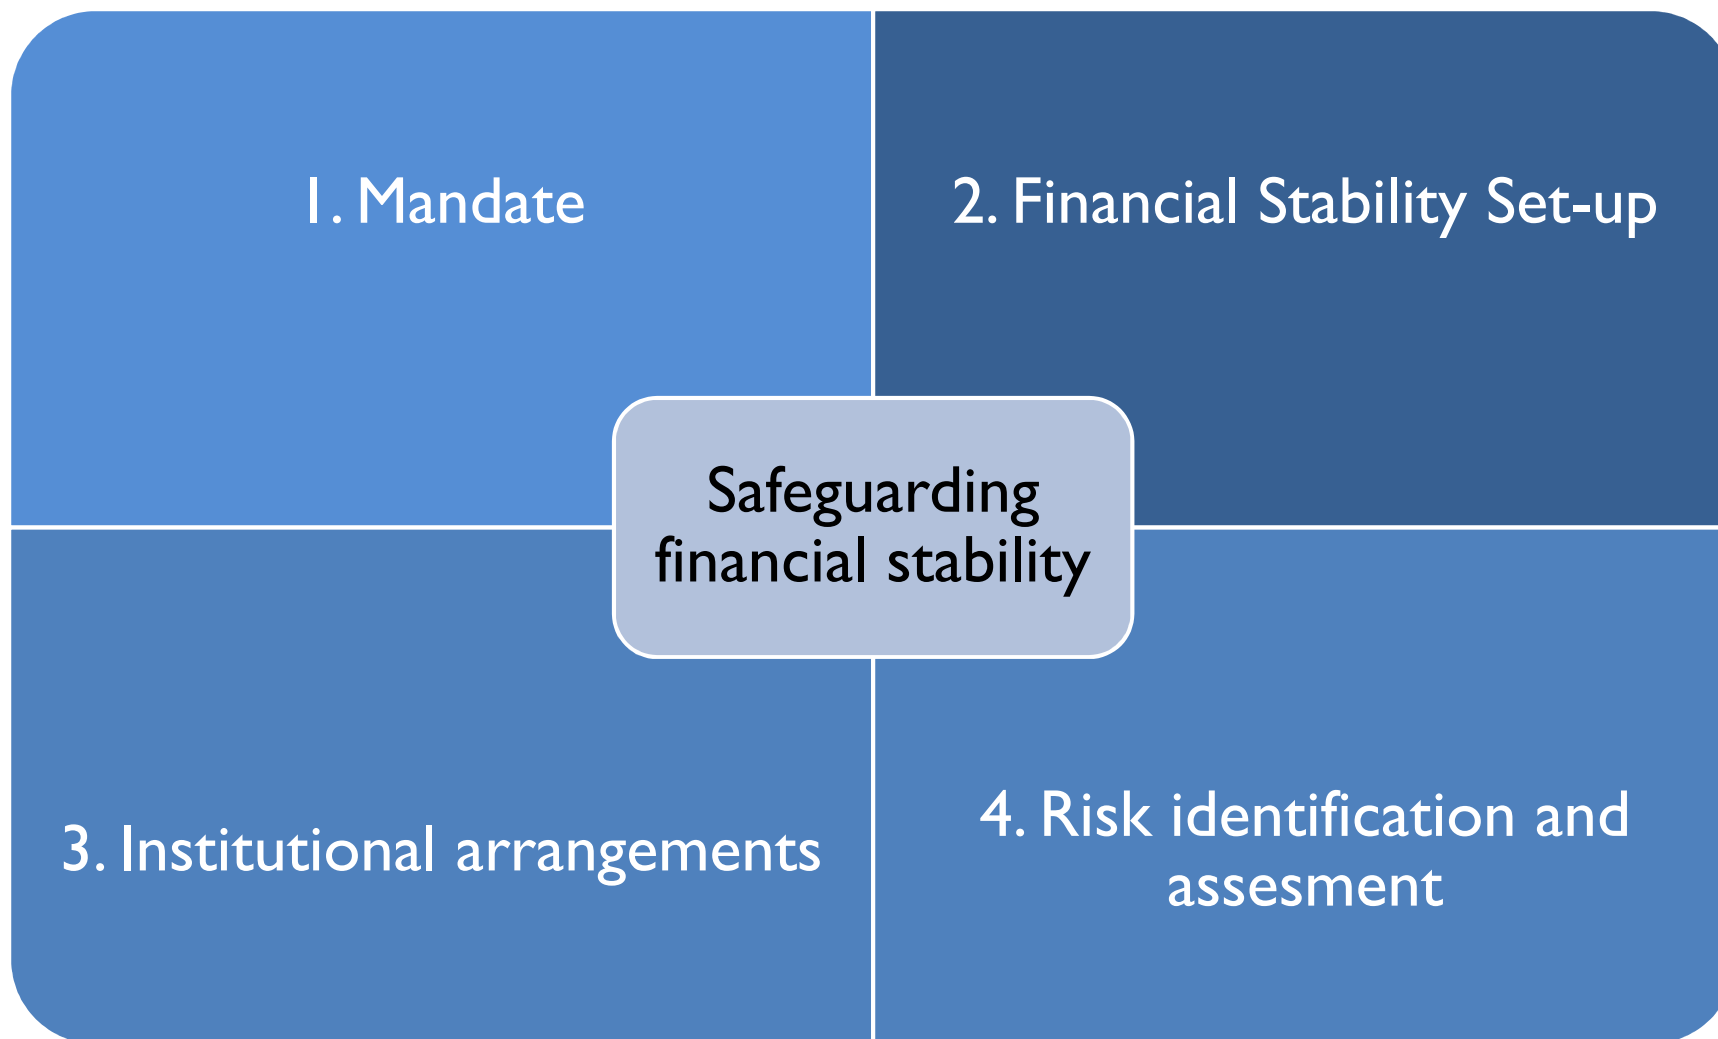 1. Mandate
2. Financial Stability Set-up
Safeguarding
financial stability
3. Institutional arrangements
4. Risk identification and
assesment